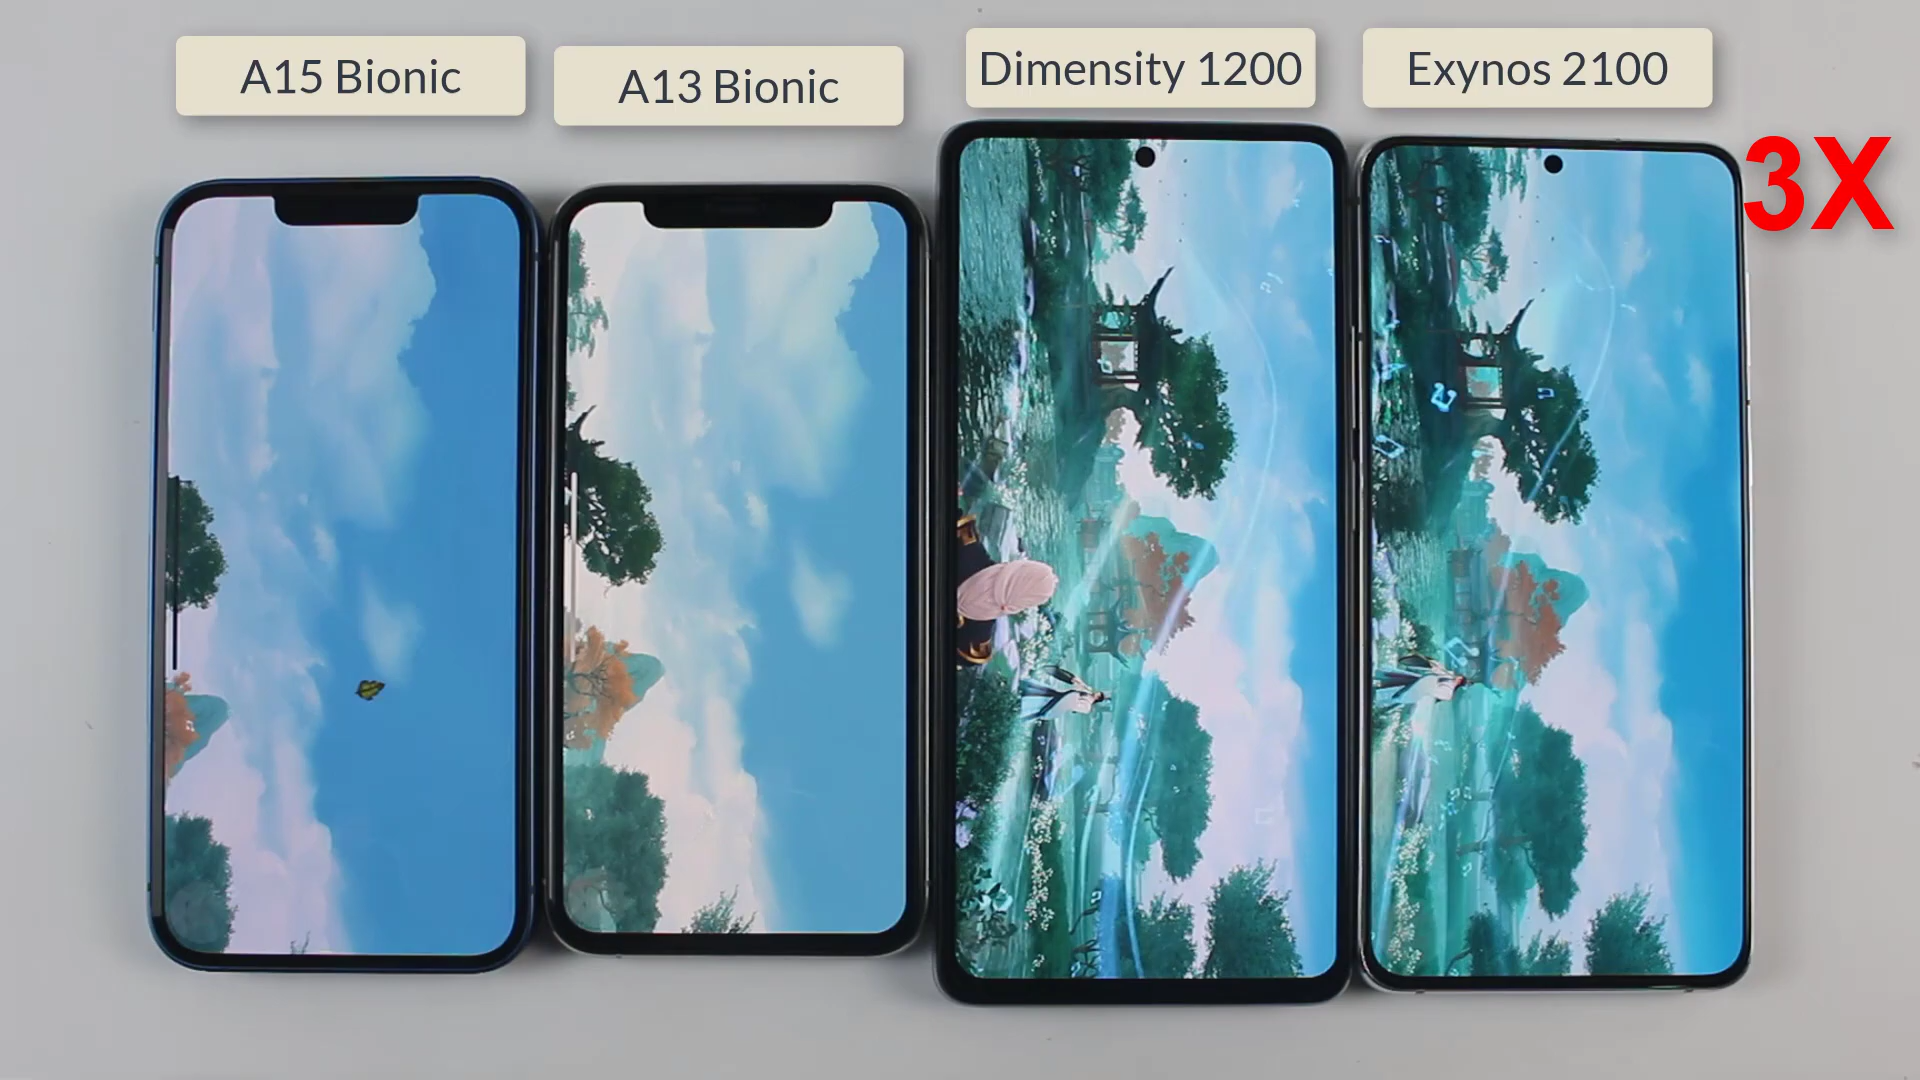 A15 Bionic
A13 Bionic
Dimensity 1200
Exynos 2100
3X